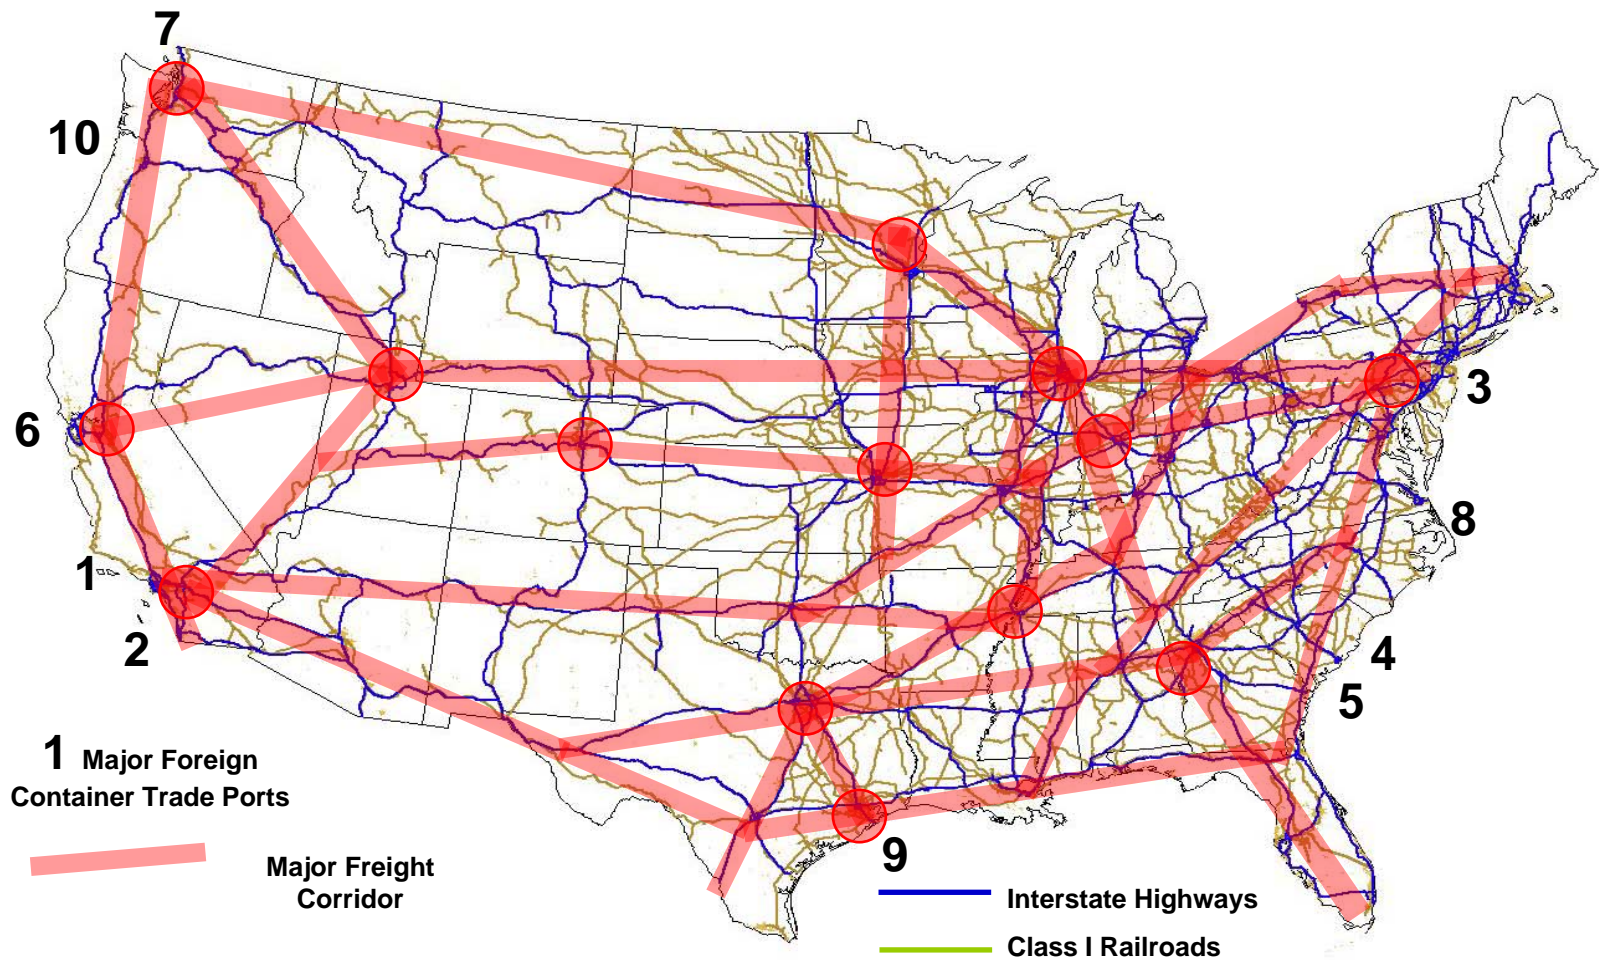 7
10
3
6
8
1
2
4
5
1 Major Foreign
Container Trade Ports
9
Major Freight
Corridor
Interstate Highways
Class I Railroads